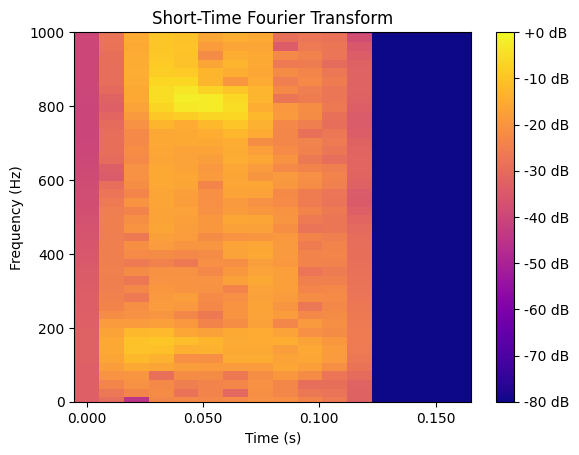 Short-Time Fourier Transform
1000
800
600
400
200
0
Frequency (Hz)
0.000
0.050
0.100
0.150
Time (s)
+0 dB
-10 dB
-20 dB
-30 dB
-40 dB
-50 dB
-60 dB
-70 dB
-80 dB